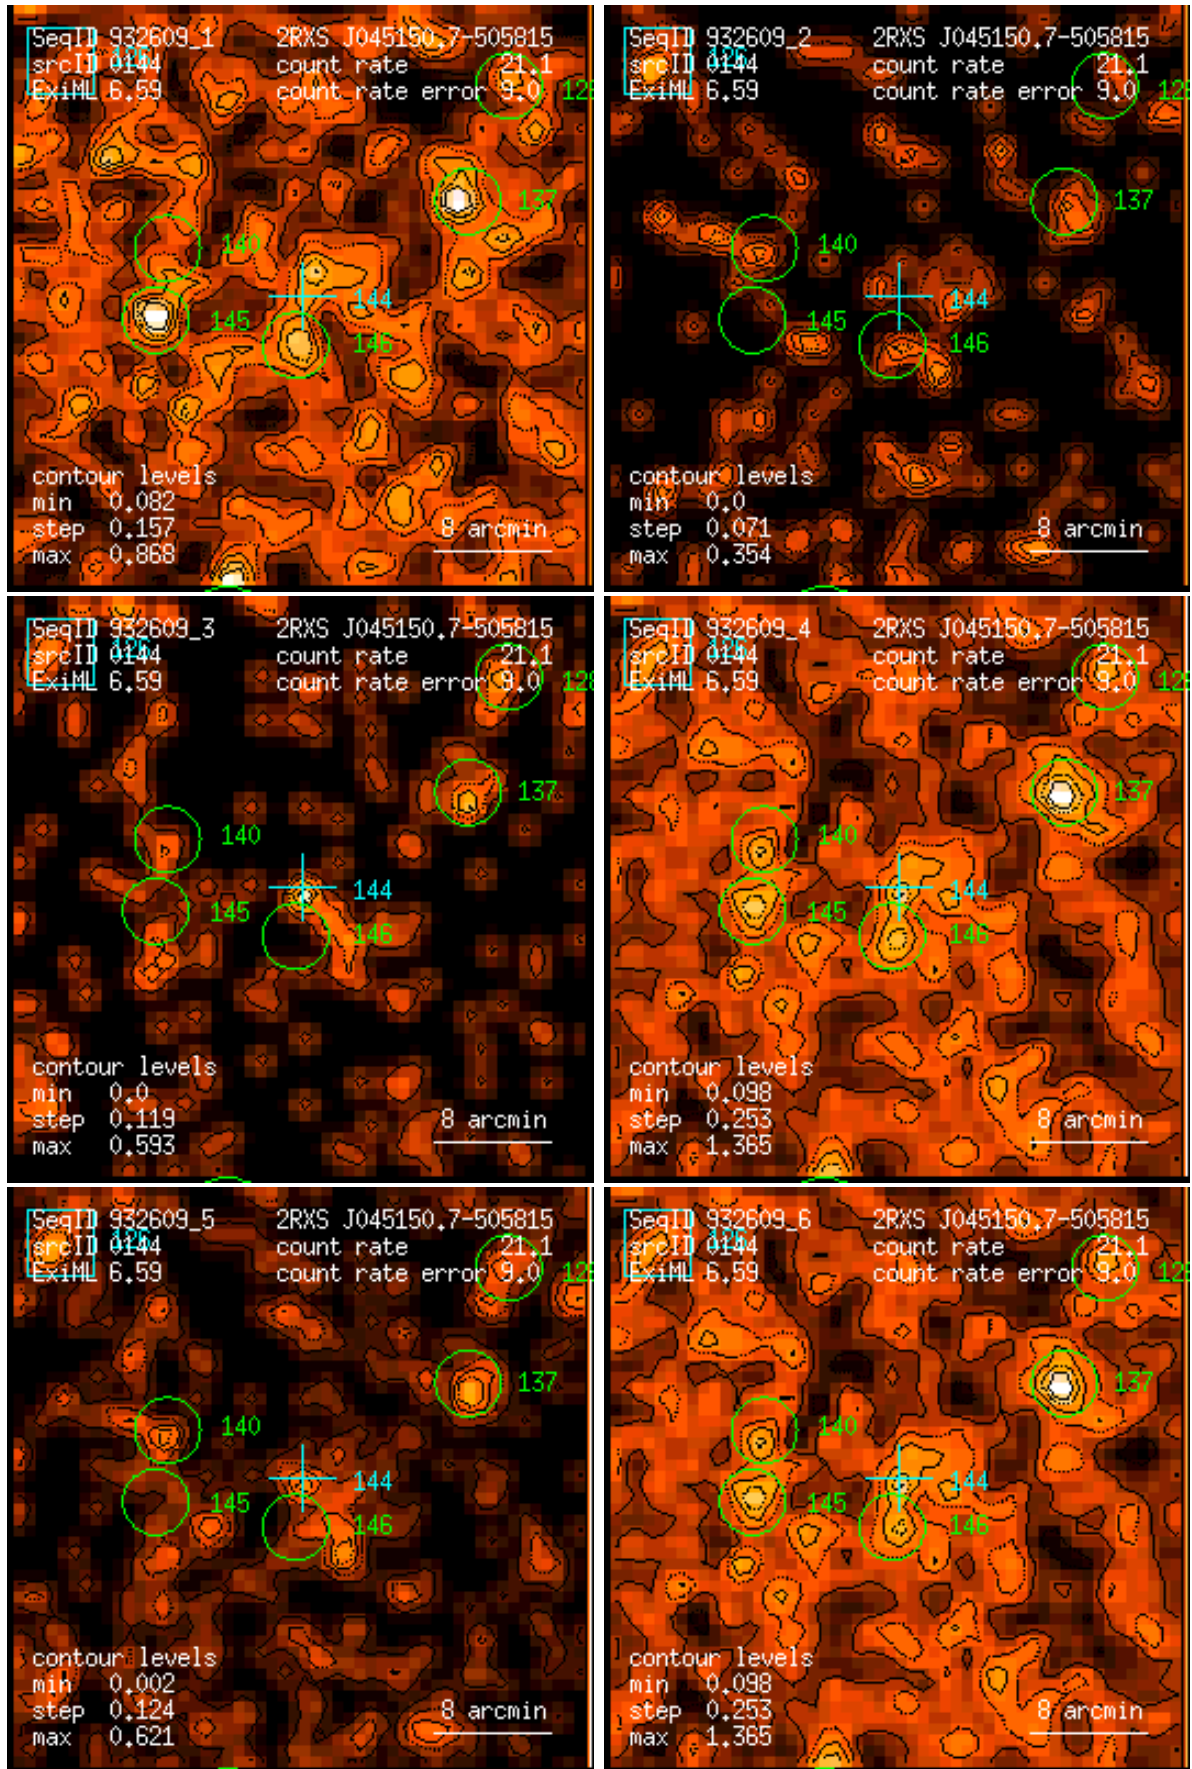 SeqID 932609_1 2RXS J045150.7-505815
srcID 0144 count rate 21.1
ExiML 6.59 count rate error 9.0
126
128
137
140
144
145
146
contour levels
min 0.082
step 0.157
max 0.868
8 arcmin
SeqID 932609_2 2RXS J045150.7-505815
srcID 0144 count rate 21.1
ExiML 6.59 count rate error 9.0
126
128
137
140
144
145
146
contour levels
min 0.0
step 0.071
max 0.354
8 arcmin
SeqID 932609_3 2RXS J045150.7-505815
srcID 0144 count rate 21.1
ExiML 6.59 count rate error 9.0
126
128
137
140
144
145
146
contour levels
min 0.0
step 0.119
max 0.593
8 arcmin
SeqID 932609_4 2RXS J045150.7-505815
srcID 0144 count rate 21.1
ExiML 6.59 count rate error 9.0
126
128
137
140
144
145
146
contour levels
min 0.098
step 0.253
max 1.365
8 arcmin
SeqID 932609_5 2RXS J045150.7-505815
srcID 0144 count rate 21.1
ExiML 6.59 count rate error 9.0
126
128
137
140
144
145
146
contour levels
min 0.002
step 0.124
max 0.621
8 arcmin
SeqID 932609_6 2RXS J045150.7-505815
srcID 0144 count rate 21.1
ExiML 6.59 count rate error 9.0
126
128
137
140
144
145
146
contour levels
min 0.098
step 0.253
max 1.365
8 arcmin